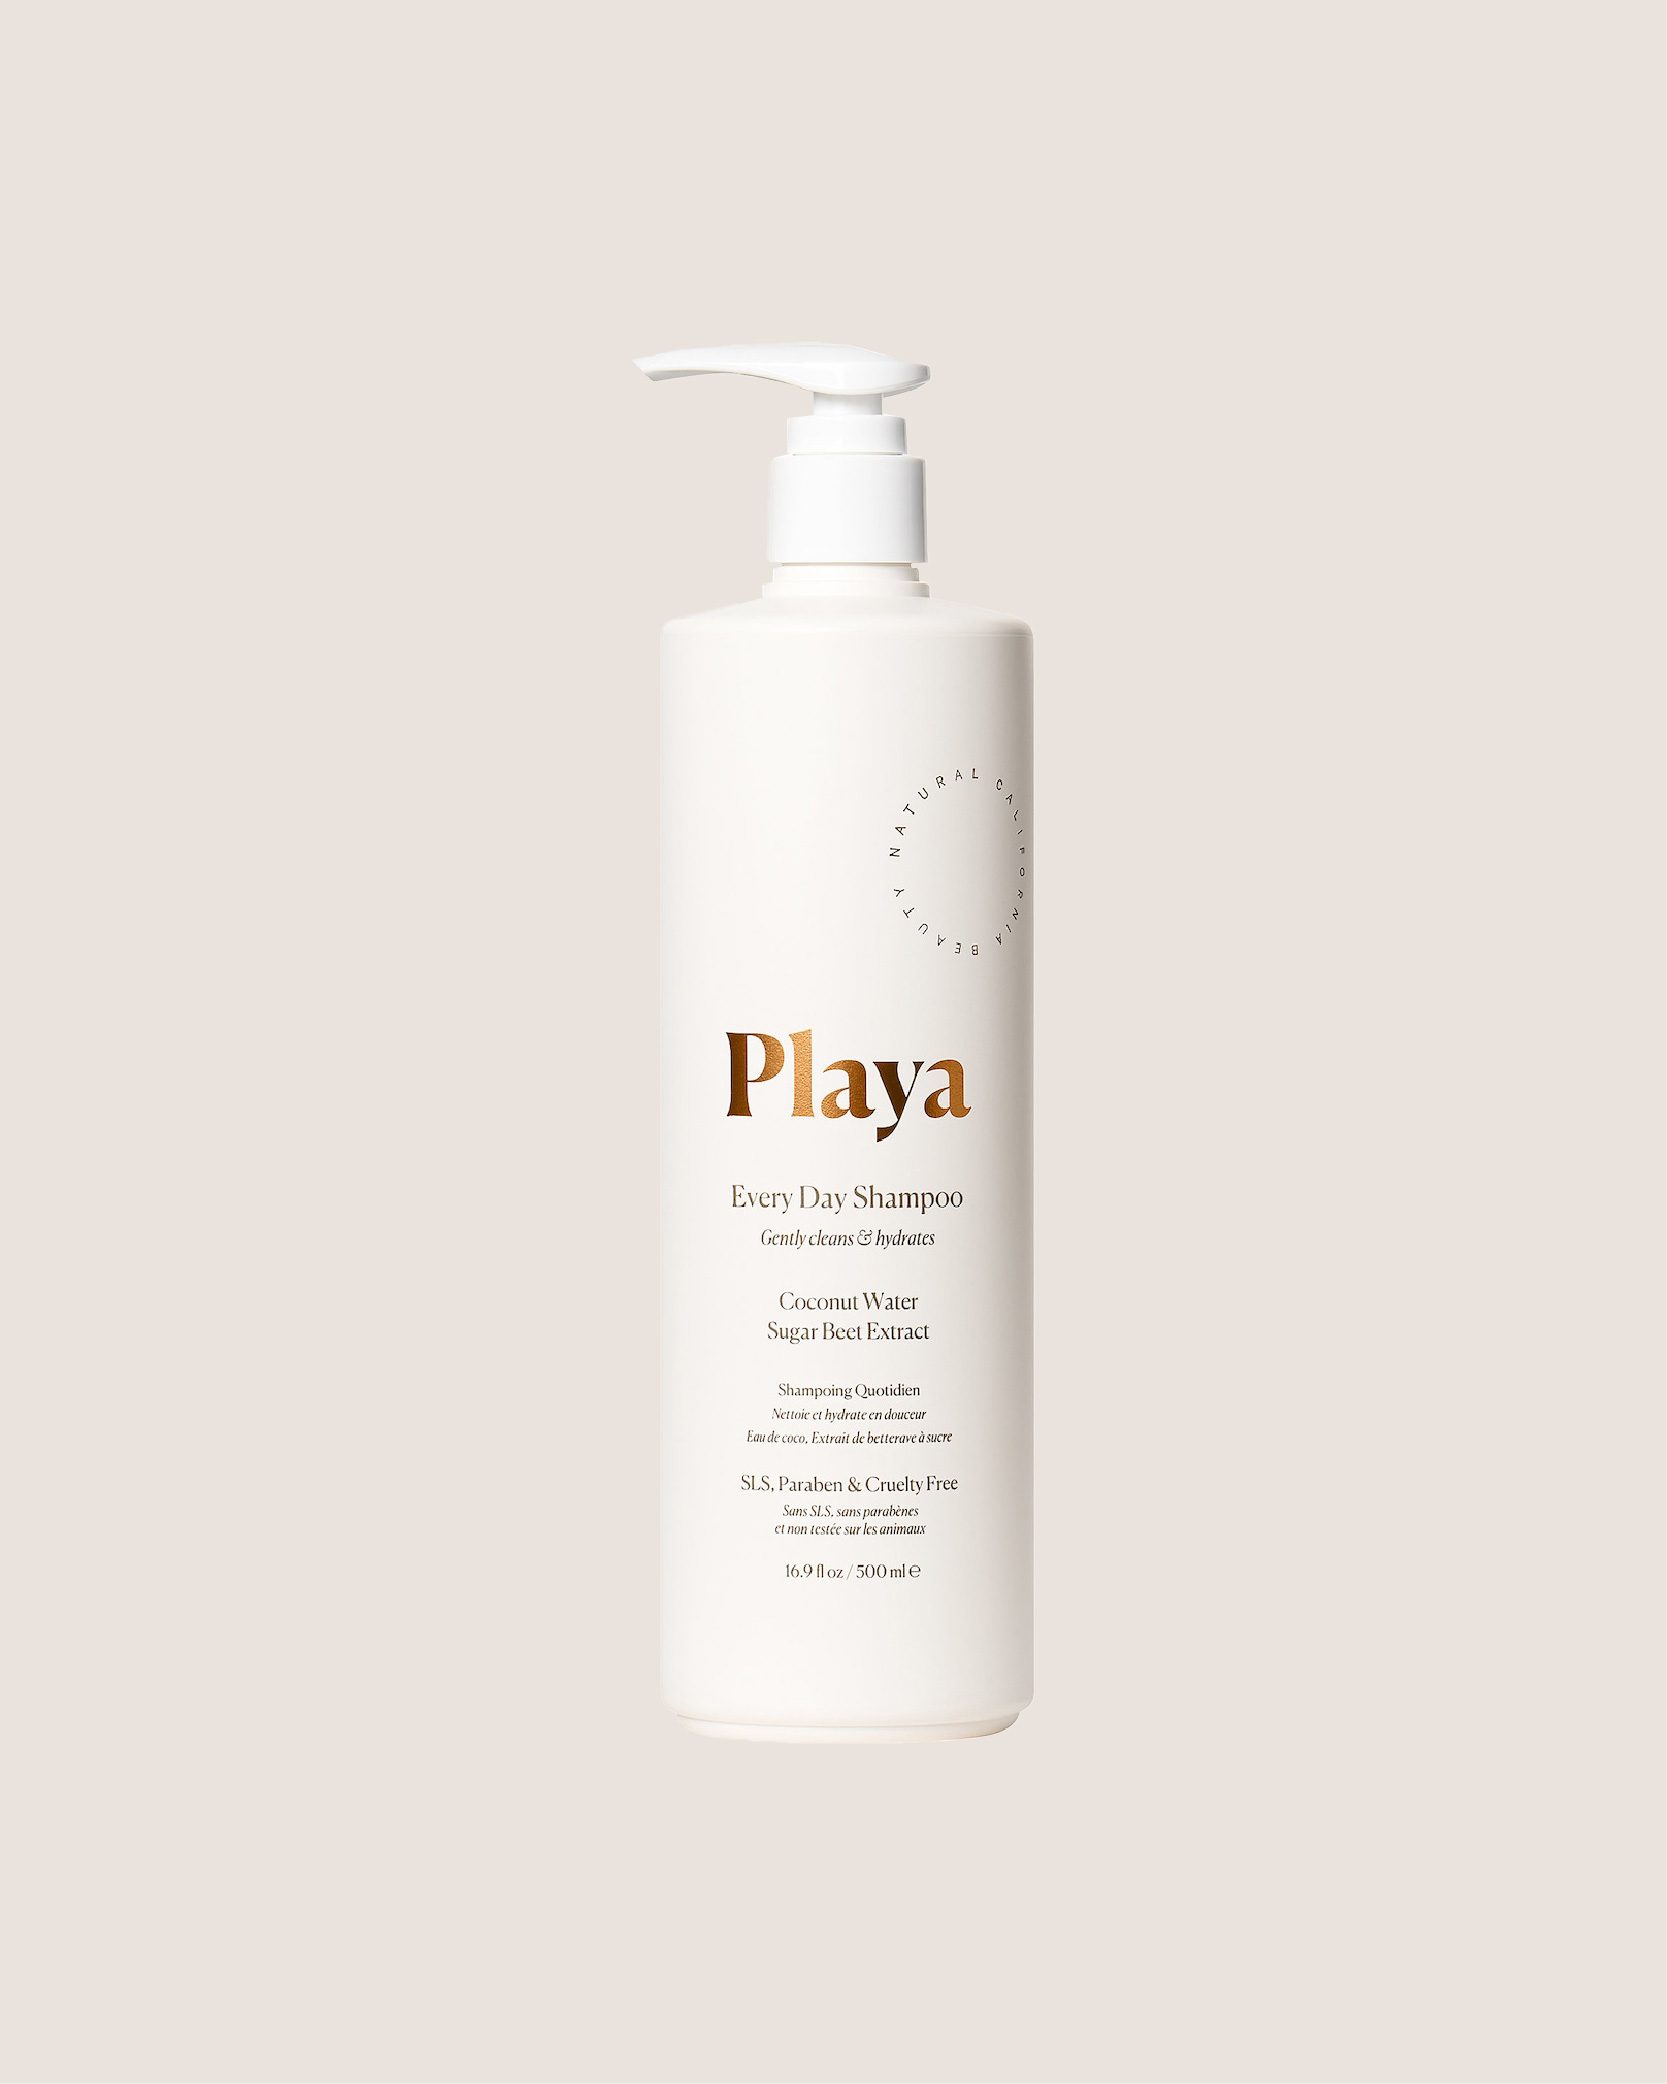 NATURAL CALIFORNIA BEAUTY
Playa
Every Day Shampoo
Gently cleans & hydrates
Coconut Water
Sugar Beet Extract
Shampoing Quotidien
Nettoie et hydrate en douceur
Eau de coco, Extrait de betterave à sucre
SLS, Paraben & Cruelty Free
Sans SLS, sans parabènes
et non testée sur les animaux
16.9 fl oz / 500 ml ℮